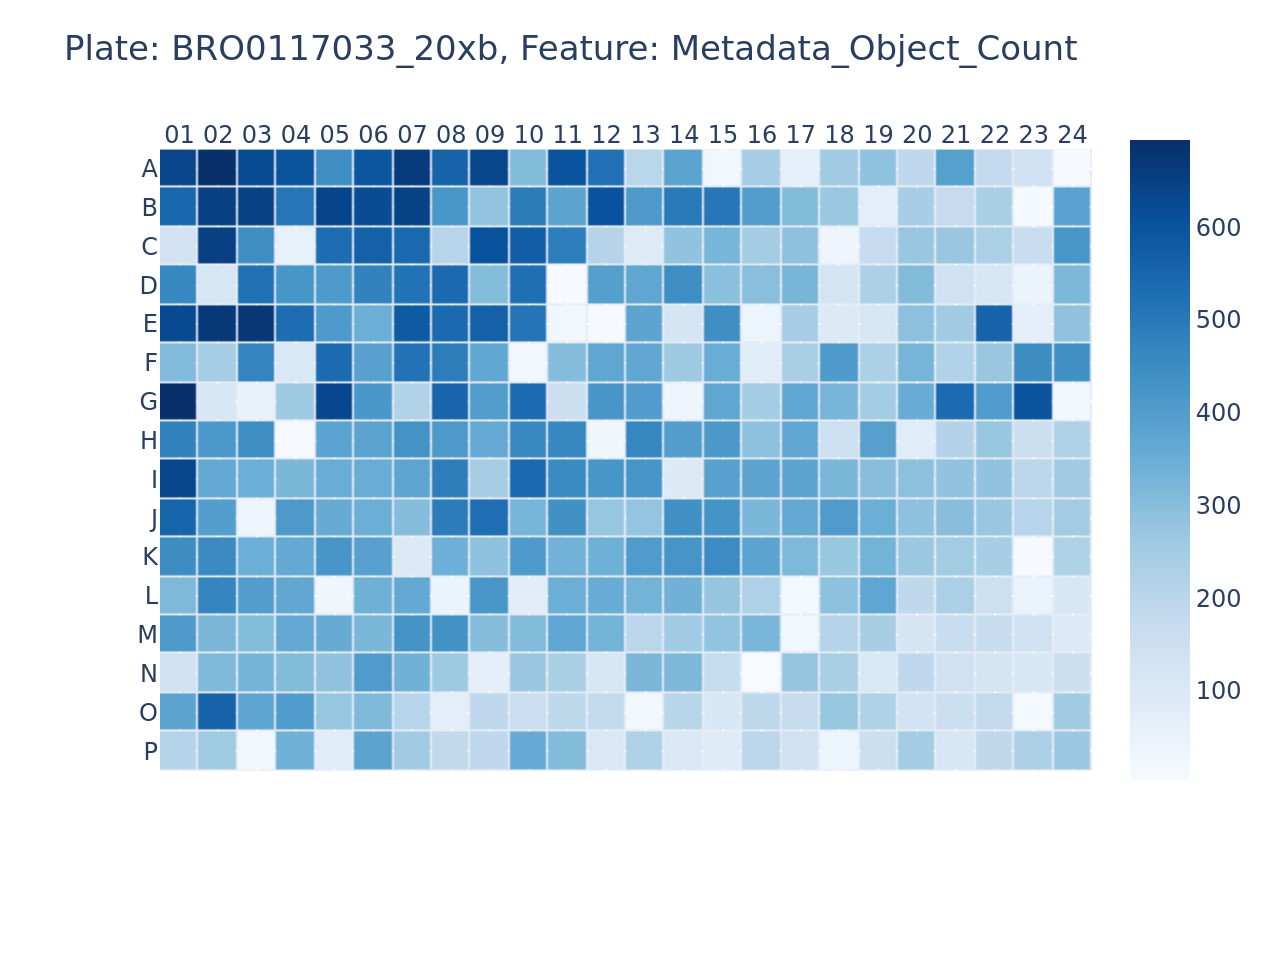 Plate: BRO0117033_20xb, Feature: Metadata_Object_Count
01 02 03 04 05 06 07 08 09 10 11 12 13 14 15 16 17 18 19 20 21 22 23 24
A
B
C
D
E
F
G
H
I
J
K
L
M
N
O
P
600
500
400
300
200
100